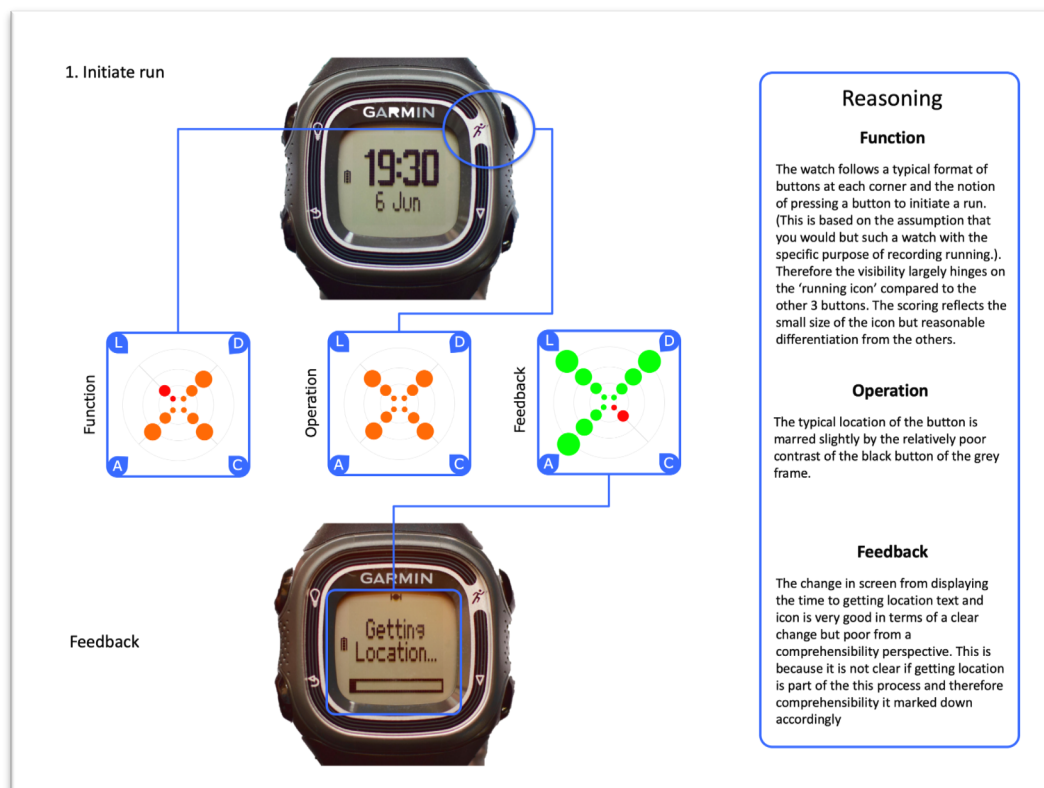 1. Initiate run
GARMIN
19:30
6 Jun
Function
L
D
A
C
Operation
L
D
A
C
Feedback
L
D
A
C
Feedback
GARMIN
Getting
Location...
Reasoning
Function
The watch follows a typical format of
buttons at each corner and the notion
of pressing a button to initiate a run.
(This is based on the assumption that
you would but such a watch with the
specific purpose of recording running.).
Therefore the visibility largely hinges on
the ‘running icon’ compared to the
other 3 buttons. The scoring reflects the
small size of the icon but reasonable
differentiation from the others.
Operation
The typical location of the button is
marred slightly by the relatively poor
contrast of the black button of the grey
frame.
Feedback
The change in screen from displaying
the time to getting location text and
icon is very good in terms of a clear
change but poor from a
comprehensibility perspective. This is
because it is not clear if getting location
is part of the this process and therefore
comprehensibility it marked down
accordingly